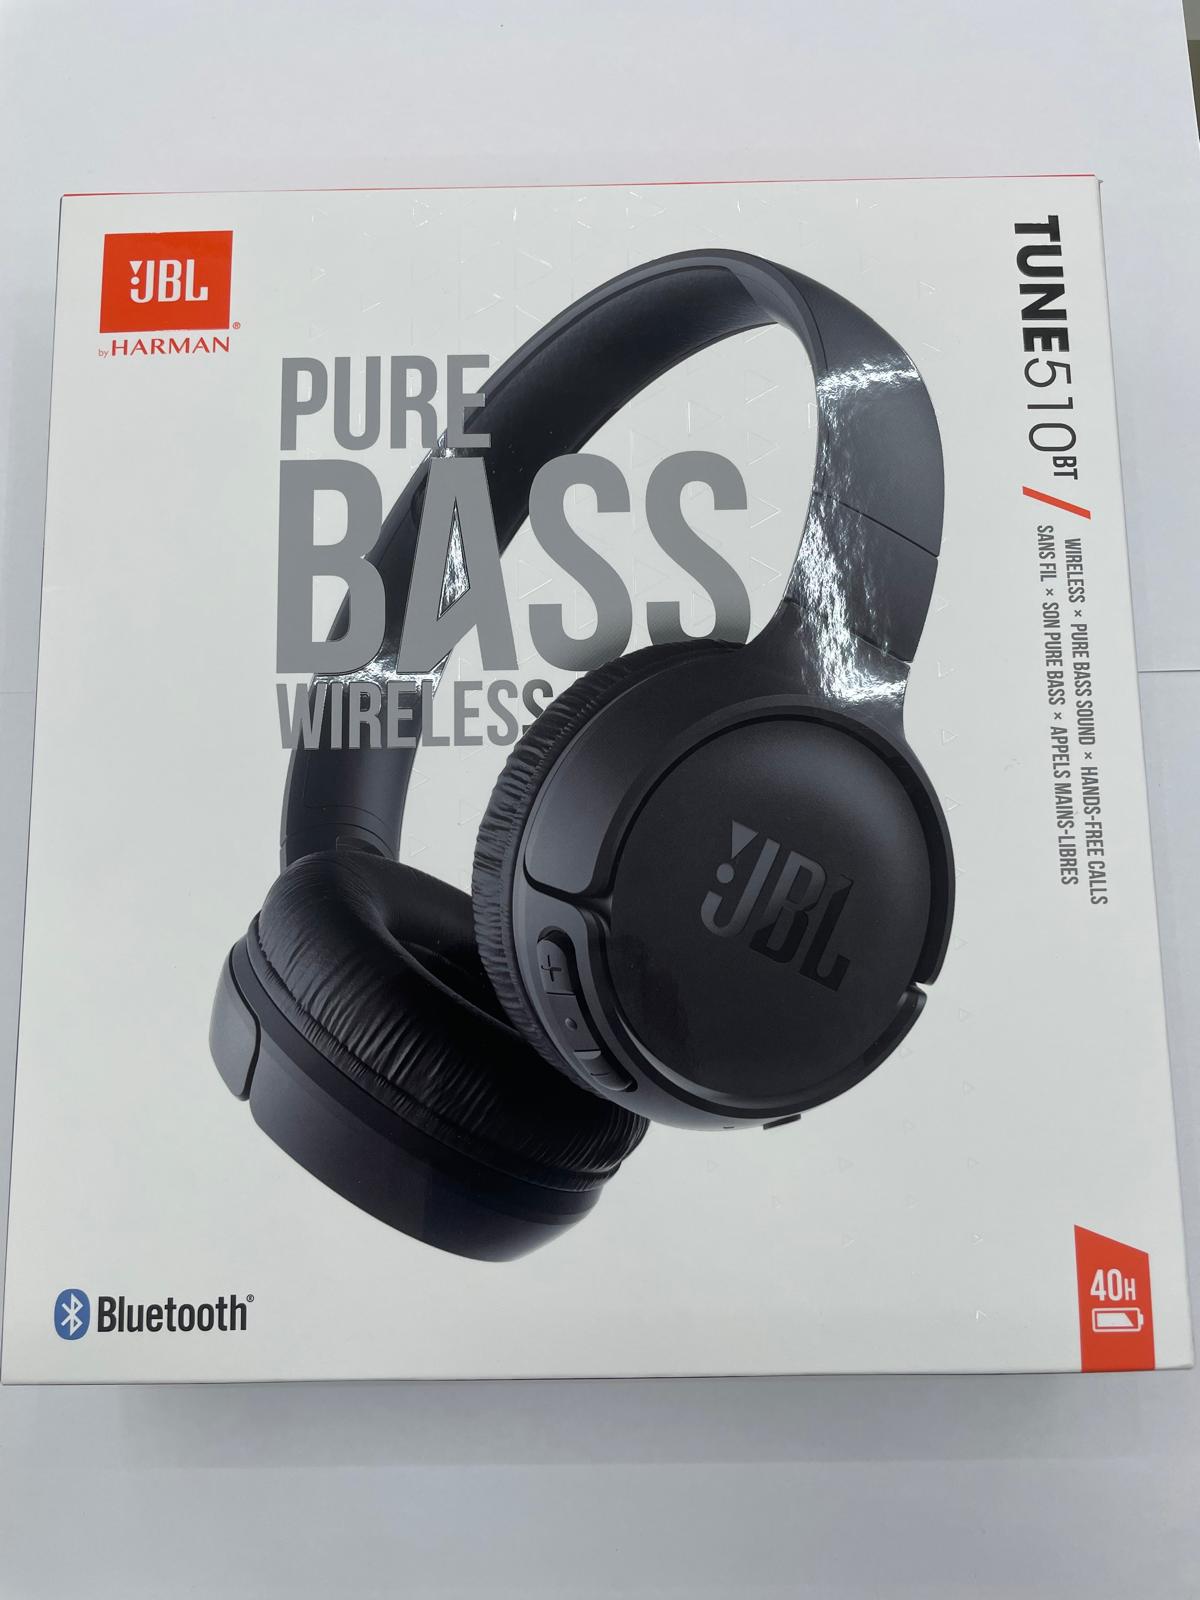 JBL
®
by HARMAN
PURE
BASS
WIRELESS
TUNE510BT
WIRELESS × PURE BASS SOUND × HANDS-FREE CALLS
SANS FIL × SON PURE BASS × APPELS MAINS-LIBRES
JBL
Bluetooth®
40H